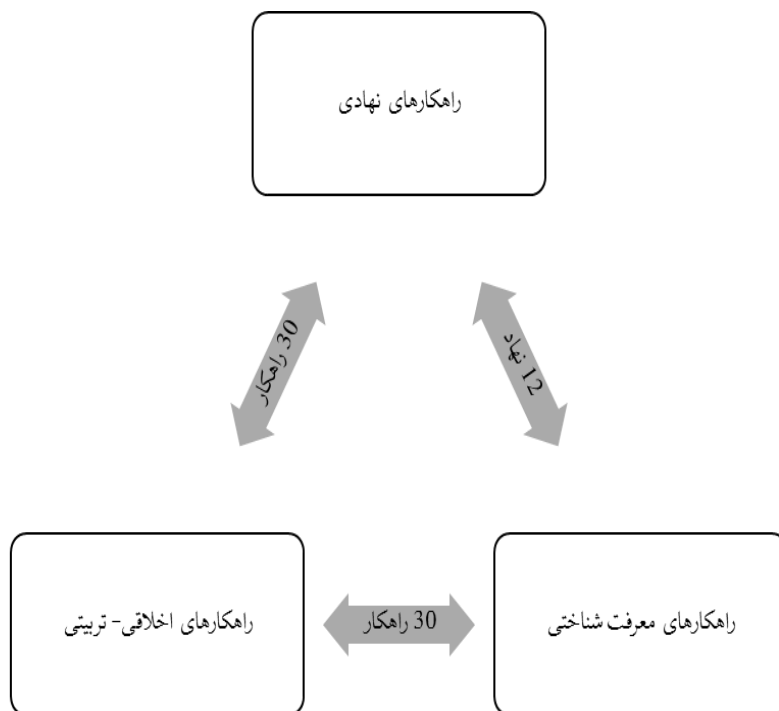 راهکارهای نهادی
12 نهاد
30 راهکار
راهکارهای معرفت شناختی
30 راهکار
راهکارهای اخلاقی- تربیتی